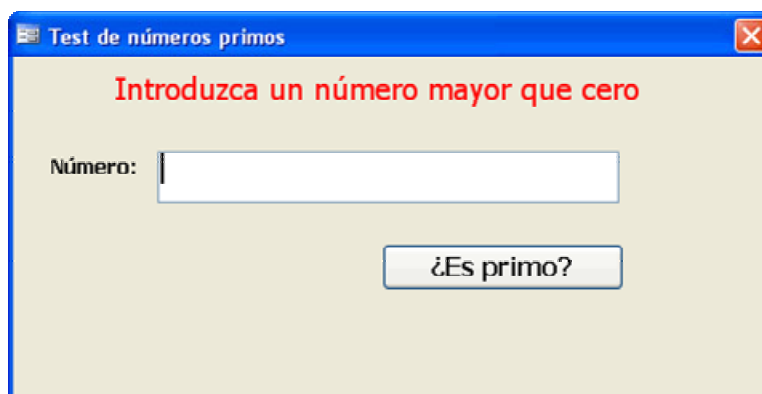 Test de números primos
Introduzca un número mayor que cero
Número:
¿Es primo?